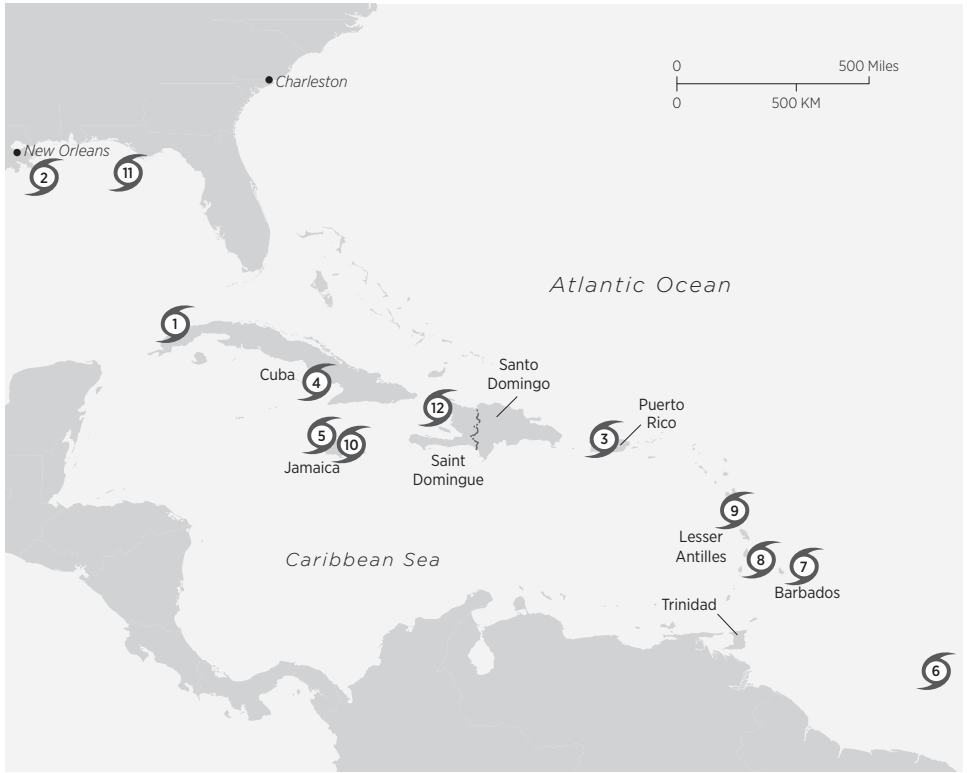 0 500 Miles
0 500 KM
Charleston
New Orleans
2
11
Atlantic Ocean
1
Santo
Domingo
Cuba
4
12
Puerto
Rico
3
5
10
Jamaica
Saint
Domingue
9
Lesser
Antilles
8
7
Barbados
Caribbean Sea
Trinidad
6